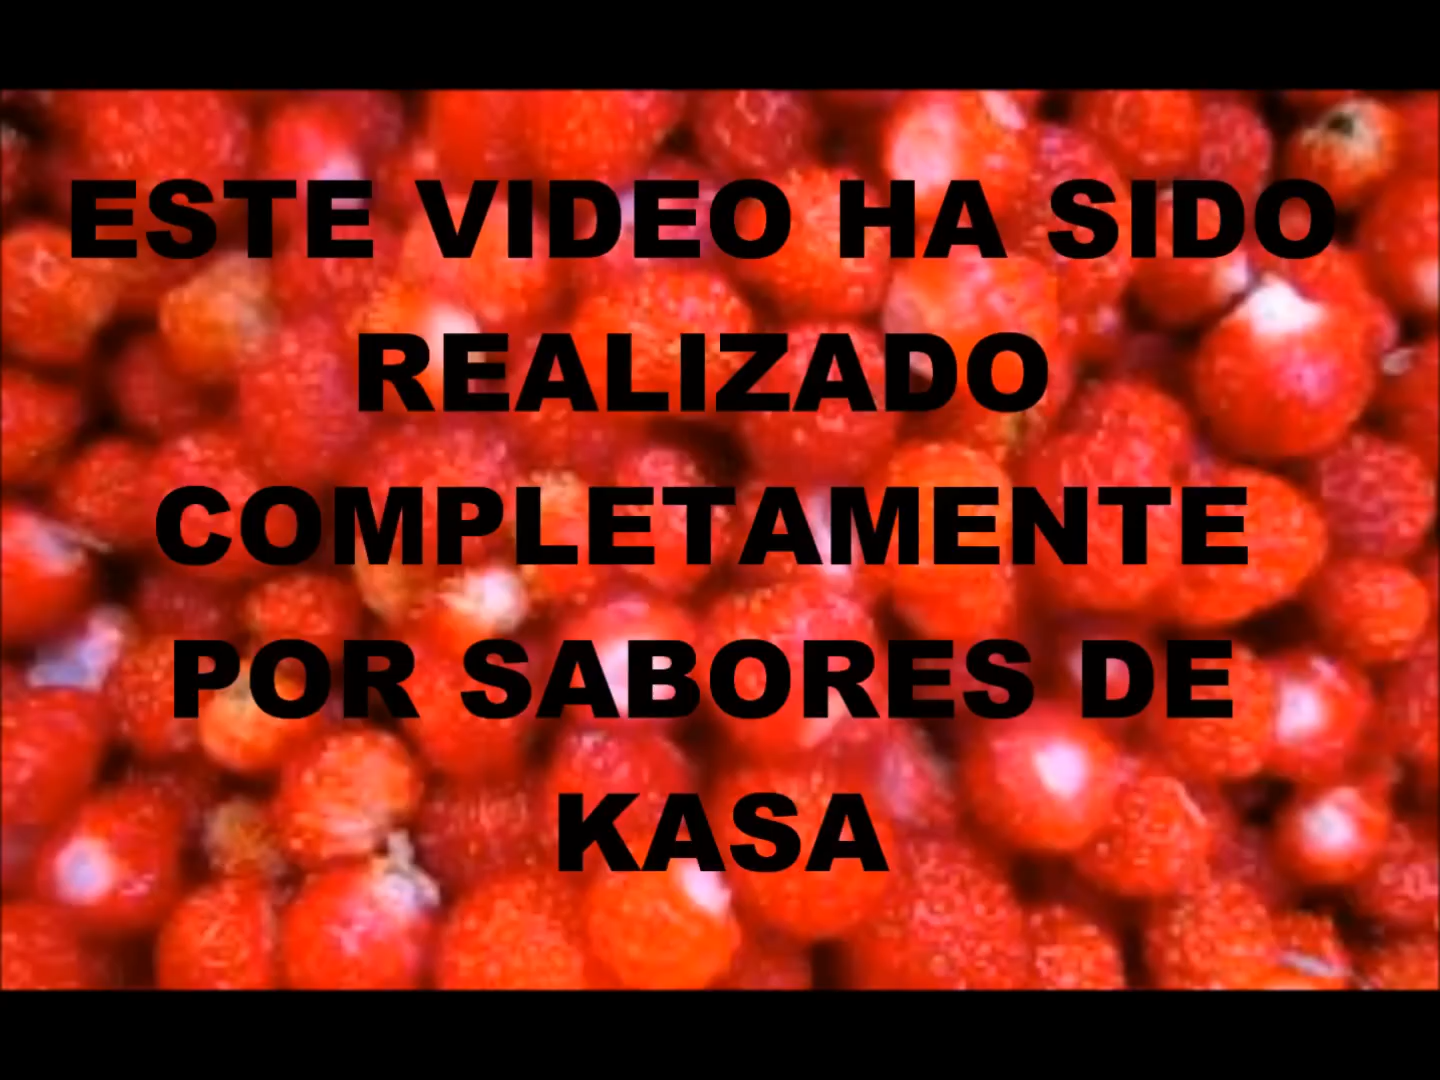 ESTE VIDEO HA SIDO
REALIZADO
COMPLETAMENTE
POR SABORES DE
KASA